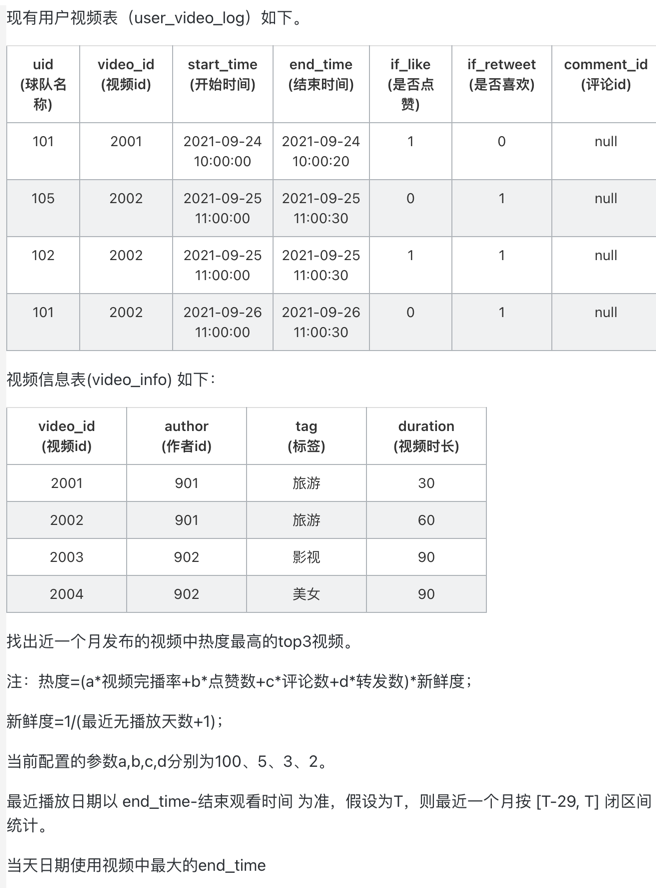 现有用户视频表（user_video_log）如下。
uid video_id start_time end_time if_like if_retweet comment_id
(球队名 (视频id) (开始时间) (结束时间) (是否点 (是否喜欢) (评论id)
称) 赞)
101 2001 2021-09-24 2021-09-24 1 0 null
10:00:00 10:00:20
105 2002 2021-09-25 2021-09-25 0 1 null
11:00:00 11:00:30
102 2002 2021-09-25 2021-09-25 1 1 null
11:00:00 11:00:30
101 2002 2021-09-26 2021-09-26 0 1 null
11:00:00 11:00:30
视频信息表(video_info) 如下：
video_id author tag duration
(视频id) (作者id) (标签) (视频时长)
2001 901 旅游 30
2002 901 旅游 60
2003 902 影视 90
2004 902 美女 90
找出近一个月发布的视频中热度最高的top3视频。
注：热度=(a*视频完播率+b*点赞数+c*评论数+d*转发数)*新鲜度；
新鲜度=1/(最近无播放天数+1)；
当前配置的参数a,b,c,d分别为100、5、3、2。
最近播放日期以 end_time-结束观看时间 为准，假设为T，则最近一个月按 [T-29, T] 闭区间
统计。
当天日期使用视频中最大的end_time